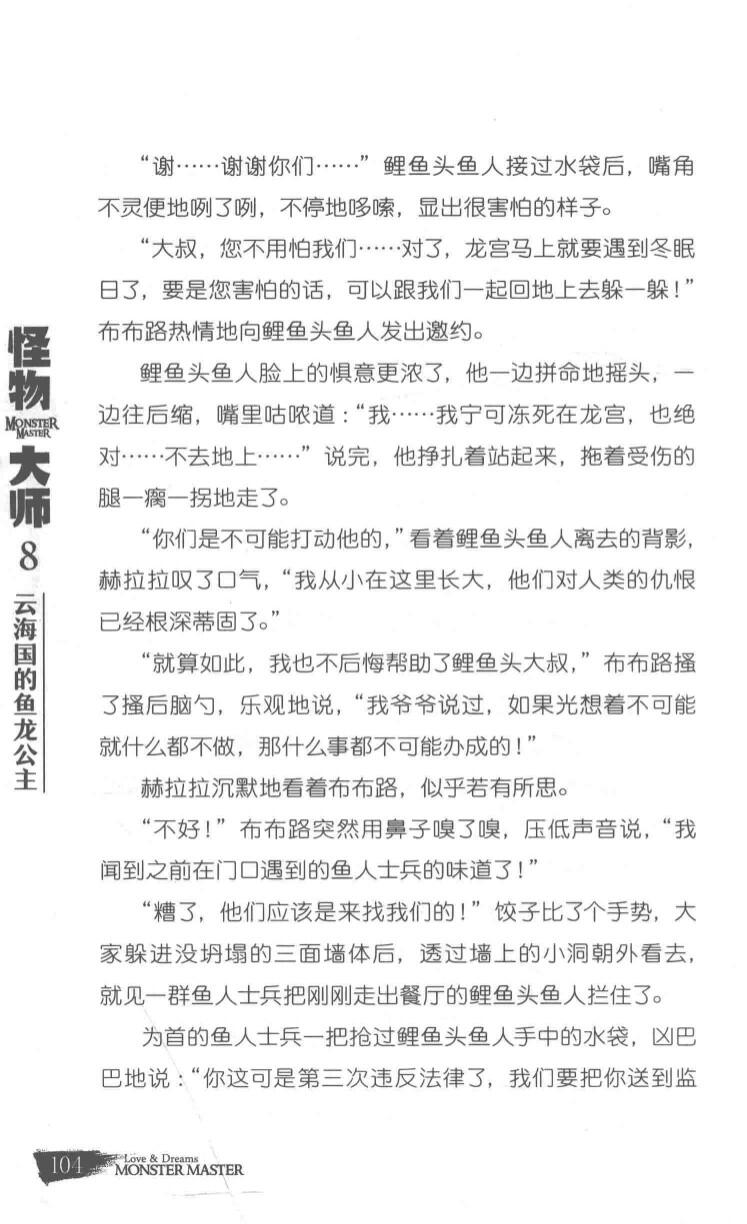 “谢……谢谢你们……”鲤鱼头鱼人接过水袋后，嘴角
不灵便地咧了咧，不停地哆嗦，显出很害怕的样子。
“大叔，您不用怕我们……对了，龙宫马上就要遇到冬眠
日了，要是您害怕的话，可以跟我们一起回地上去躲一躲！”
布布路热情地向鲤鱼头鱼人发出邀约。
鲤鱼头鱼人脸上的惧意更浓了，他一边拼命地摇头，一
边往后缩，嘴里咕哝道：“我……我宁可冻死在龙宫，也绝
对……不去地上……”说完，他挣扎着站起来，拖着受伤的
腿一瘸一拐地走了。
“你们是不可能打动他的，”看着鲤鱼头鱼人离去的背影，
赫拉拉叹了口气，“我从小在这里长大，他们对人类的仇恨
已经根深蒂固了。”
“就算如此，我也不后悔帮助了鲤鱼头大叔，”布布路搔
了搔后脑勺，乐观地说，“我爷爷说过，如果光想着不可能
就什么都不做，那什么事都不可能办成的！”
赫拉拉沉默地看着布布路，似乎若有所思。
“不好！”布布路突然用鼻子嗅了嗅，压低声音说，“我
闻到之前在门口遇到的鱼人士兵的味道了！”
“糟了，他们应该是来找我们的！”饺子比了个手势，大
家躲进没坍塌的三面墙体后，透过墙上的小洞朝外看去，
就见一群鱼人士兵把刚刚走出餐厅的鲤鱼头鱼人拦住了。
为首的鱼人士兵一把抢过鲤鱼头鱼人手中的水袋，凶巴
巴地说：“你这可是第三次违反法律了，我们要把你送到监
怪物
MONSTER
MASTER
大师
8
云海国的鱼龙公主
104
Love & Dreams
MONSTER MASTER